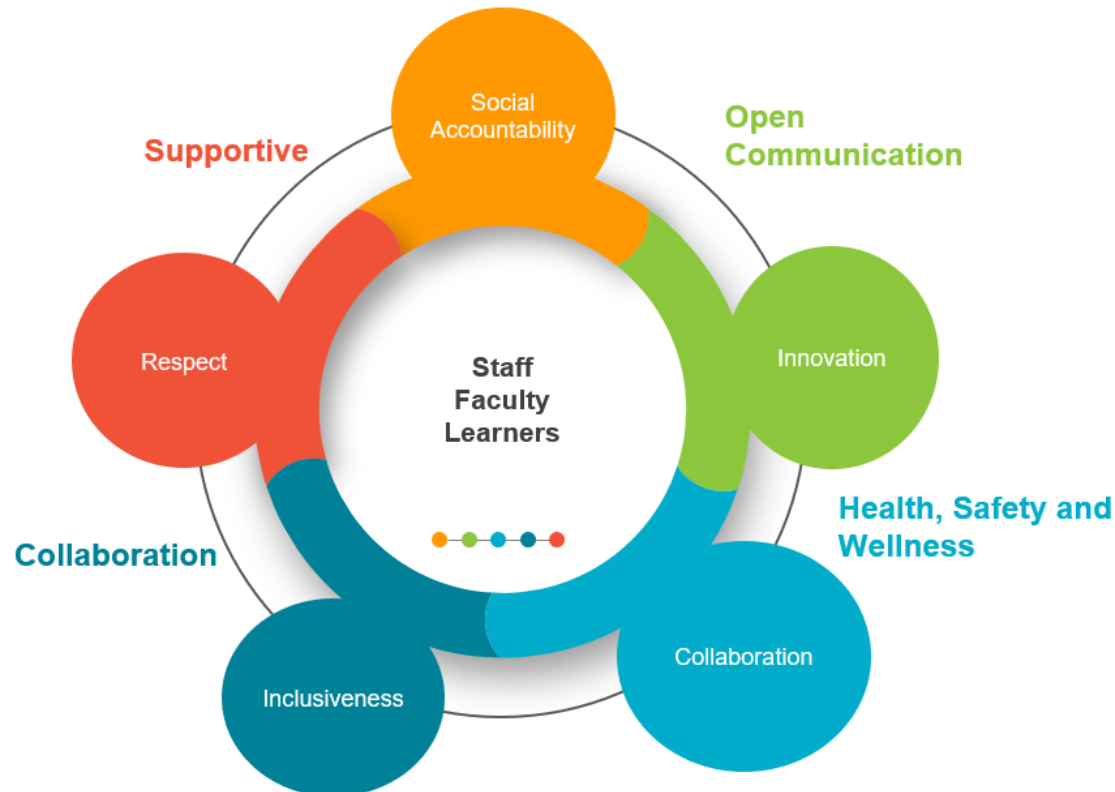 Social
Accountability
Open
Communication
Supportive
Innovation
Respect
Staff
Faculty
Learners
Health, Safety and
Wellness
Collaboration
Collaboration
Inclusiveness